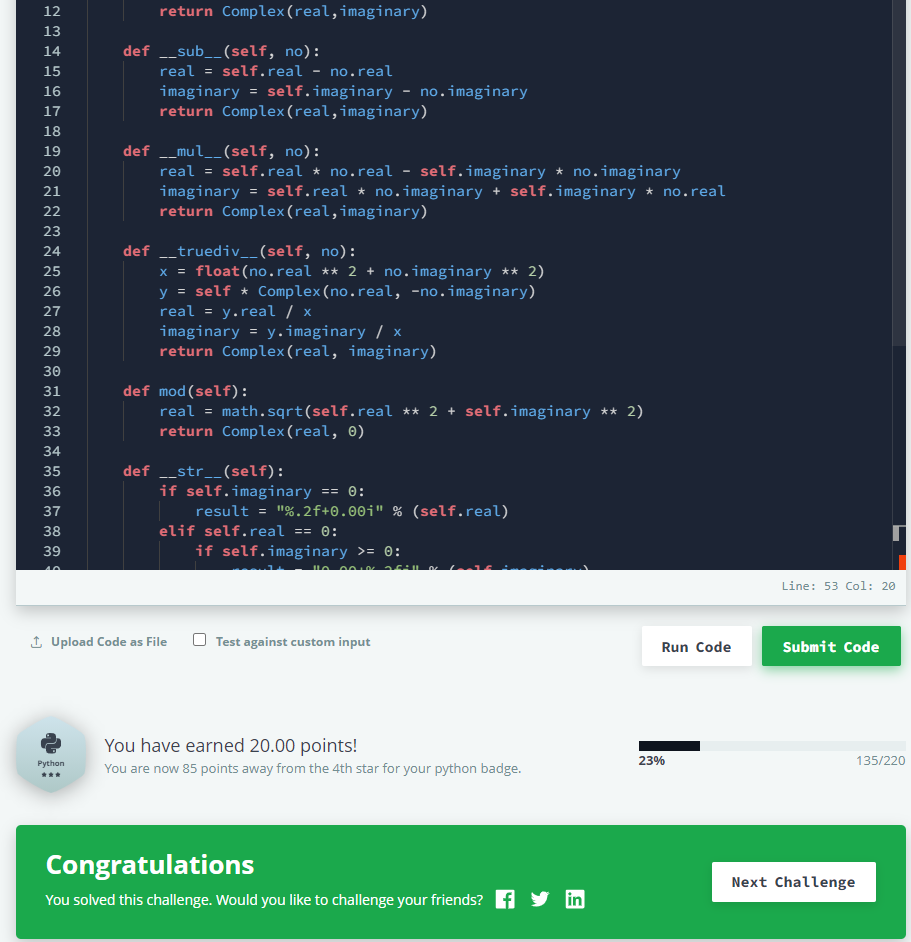 12 return Complex(real,imaginary)
13
14 def __sub__(self, no):
15 real = self.real - no.real
16 imaginary = self.imaginary - no.imaginary
17 return Complex(real,imaginary)
18
19 def __mul__(self, no):
20 real = self.real * no.real - self.imaginary * no.imaginary
21 imaginary = self.real * no.imaginary + self.imaginary * no.real
22 return Complex(real,imaginary)
23
24 def __truediv__(self, no):
25 x = float(no.real ** 2 + no.imaginary ** 2)
26 y = self * Complex(no.real, -no.imaginary)
27 real = y.real / x
28 imaginary = y.imaginary / x
29 return Complex(real, imaginary)
30
31 def mod(self):
32 real = math.sqrt(self.real ** 2 + self.imaginary ** 2)
33 return Complex(real, 0)
34
35 def __str__(self):
36 if self.imaginary == 0:
37 result = "%.2f+0.00i" % (self.real)
38 elif self.real == 0:
39 if self.imaginary >= 0:
40 result = "0.00+%.2fi" % (self.imaginary)
Line: 53 Col: 20
Upload Code as File Test against custom input Run Code Submit Code
Python
You have earned 20.00 points!
You are now 85 points away from the 4th star for your python badge.
23% 135/220
Congratulations
You solved this challenge. Would you like to challenge your friends?
Next Challenge